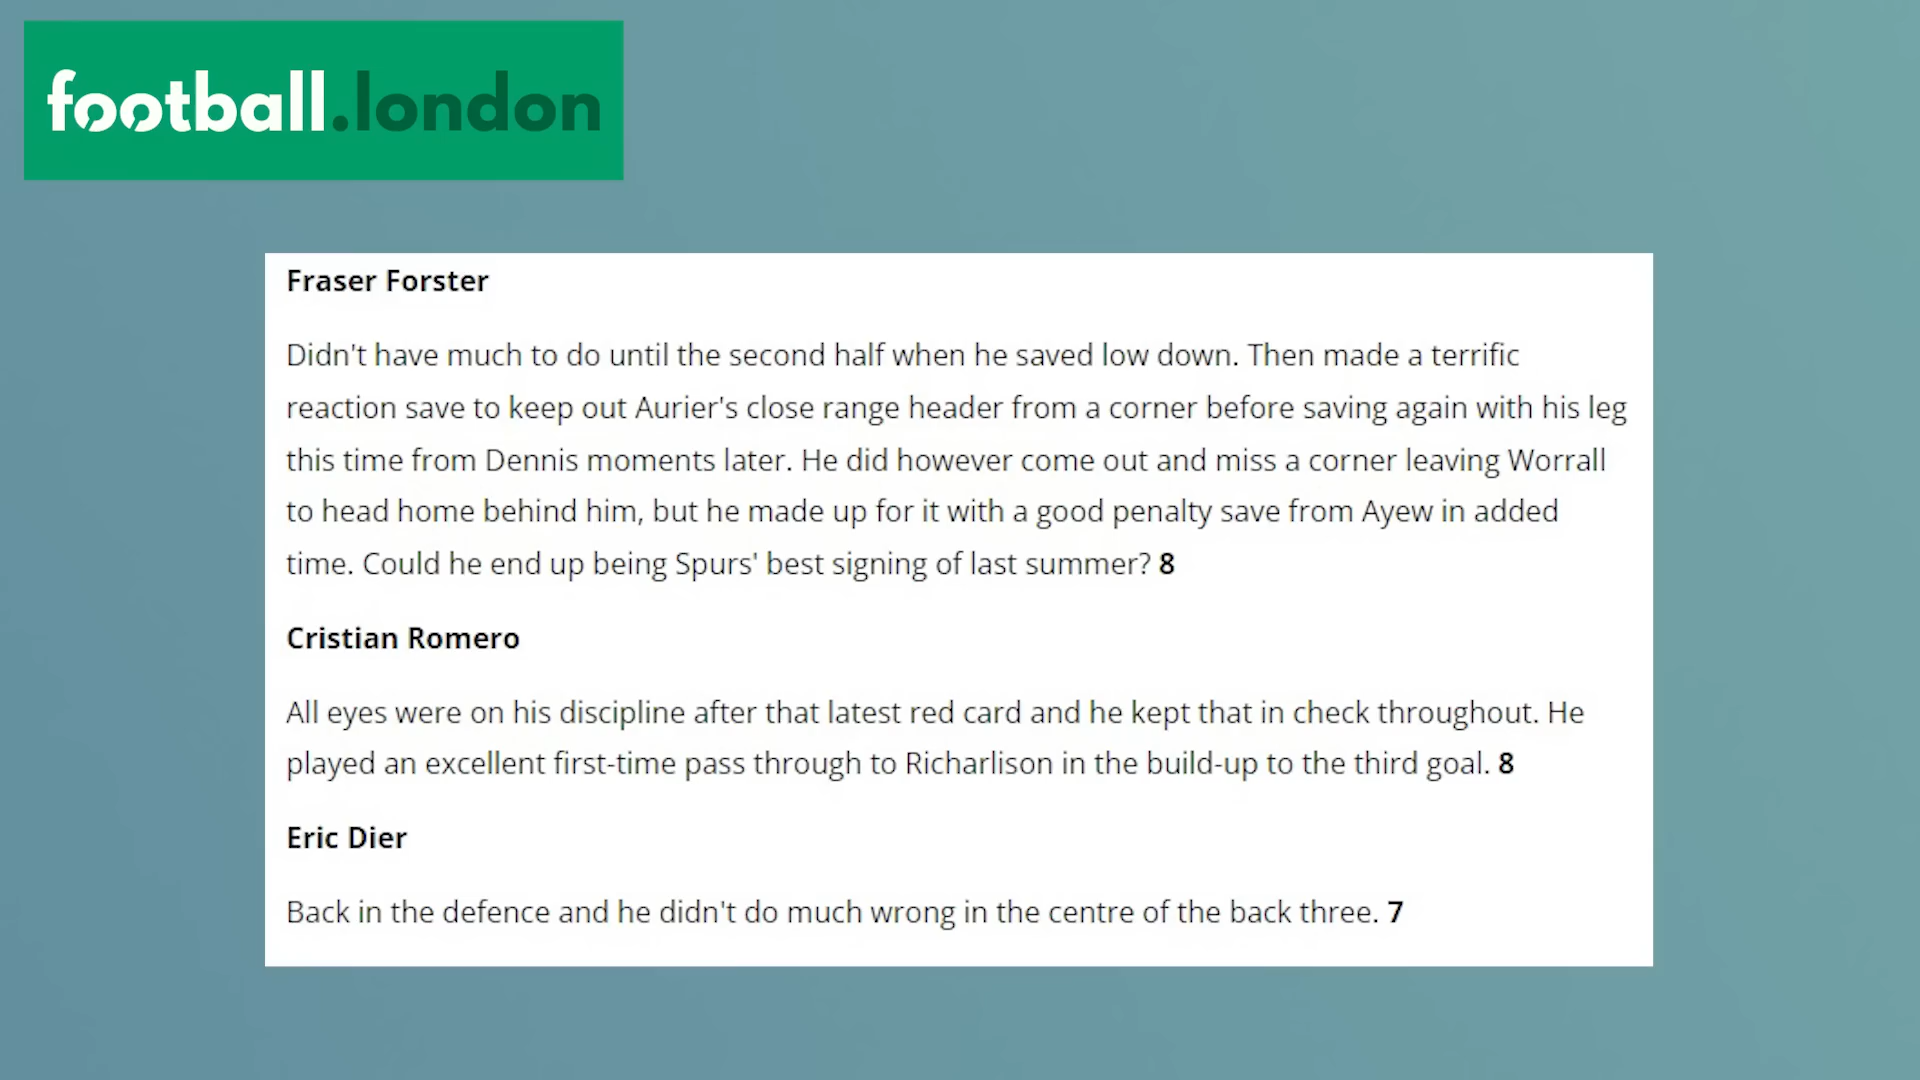 football.london
Fraser Forster
Didn't have much to do until the second half when he saved low down. Then made a terrific
reaction save to keep out Aurier's close range header from a corner before saving again with his leg
this time from Dennis moments later. He did however come out and miss a corner leaving Worrall
to head home behind him, but he made up for it with a good penalty save from Ayew in added
time. Could he end up being Spurs' best signing of last summer? 8
Cristian Romero
All eyes were on his discipline after that latest red card and he kept that in check throughout. He
played an excellent first-time pass through to Richarlison in the build-up to the third goal. 8
Eric Dier
Back in the defence and he didn't do much wrong in the centre of the back three. 7